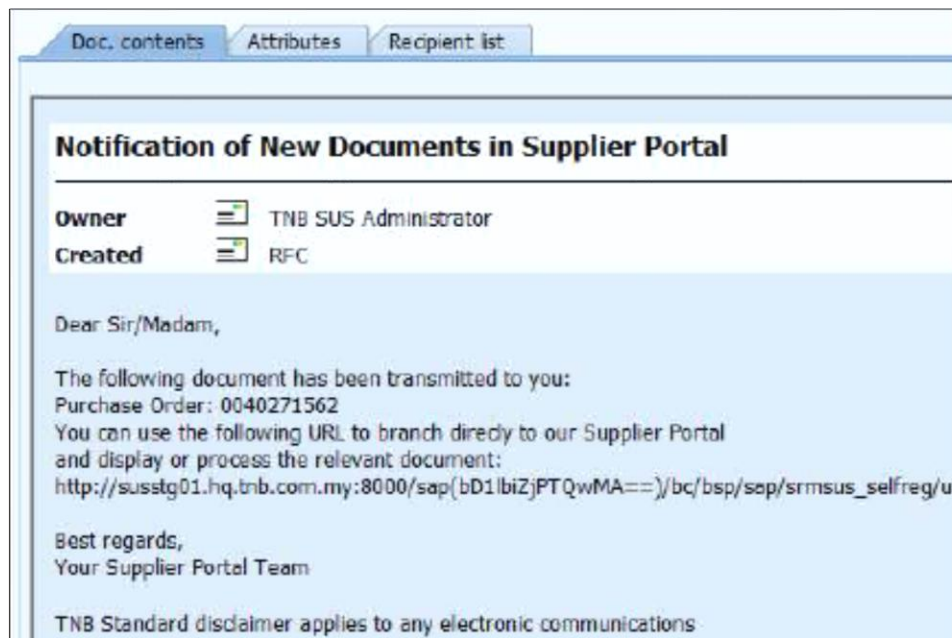 Doc. contents Attributes Recipient list
Notification of New Documents in Supplier Portal
Owner TNB SUS Administrator
Created RFC
Dear Sir/Madam,
The following document has been transmitted to you:
Purchase Order: 0040271562
You can use the following URL to branch direcly to our Supplier Portal
and display or process the relevant document:
http://susstg01.hq.tnb.com.my:8000/sap(bD1lbiZjPTQwMA==)/bc/bsp/sap/srmsus_selfreg/u
Best regards,
Your Supplier Portal Team
TNB Standard disclaimer applies to any electronic communications